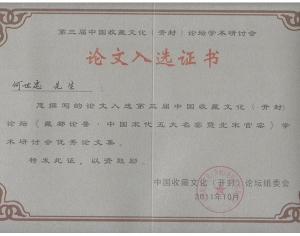 第三届中国收藏文化（开封）论坛学术研讨会
论文入选证书
何世忠 先生
您撰写的论文入选第三届中国收藏文化（开封）
论坛《藏都论鉴·中国宋代五大名窑暨北宋官窑》学
术研讨会优秀论文集。
特发此证，以资鼓励。
中国收藏文化（开封）论坛组委会
2011年10月